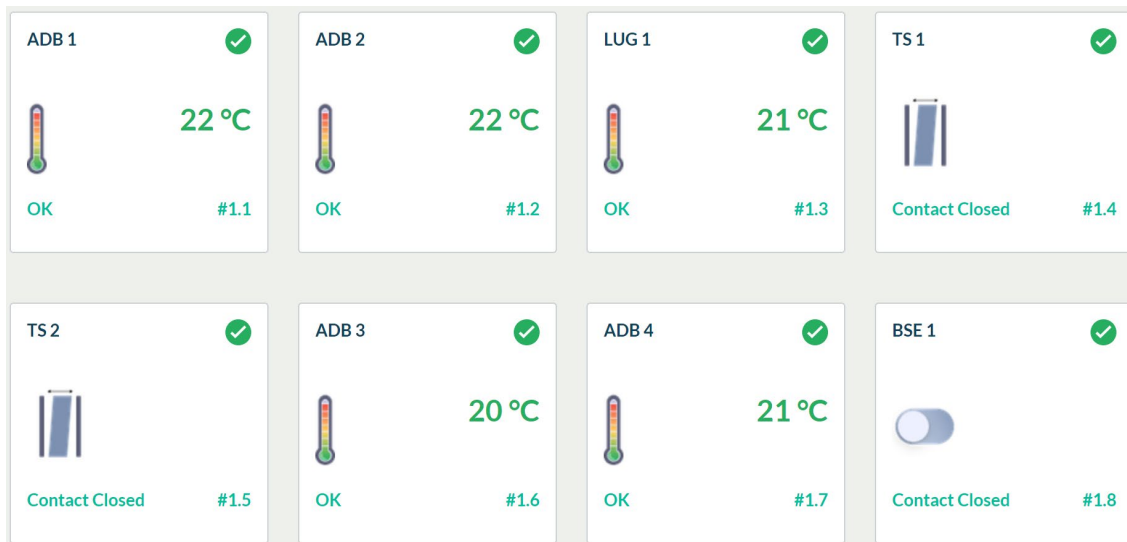 ADB 1
22 °C
OK #1.1
ADB 2
22 °C
OK #1.2
LUG 1
21 °C
OK #1.3
TS 1
Contact Closed #1.4
TS 2
Contact Closed #1.5
ADB 3
20 °C
OK #1.6
ADB 4
21 °C
OK #1.7
BSE 1
Contact Closed #1.8